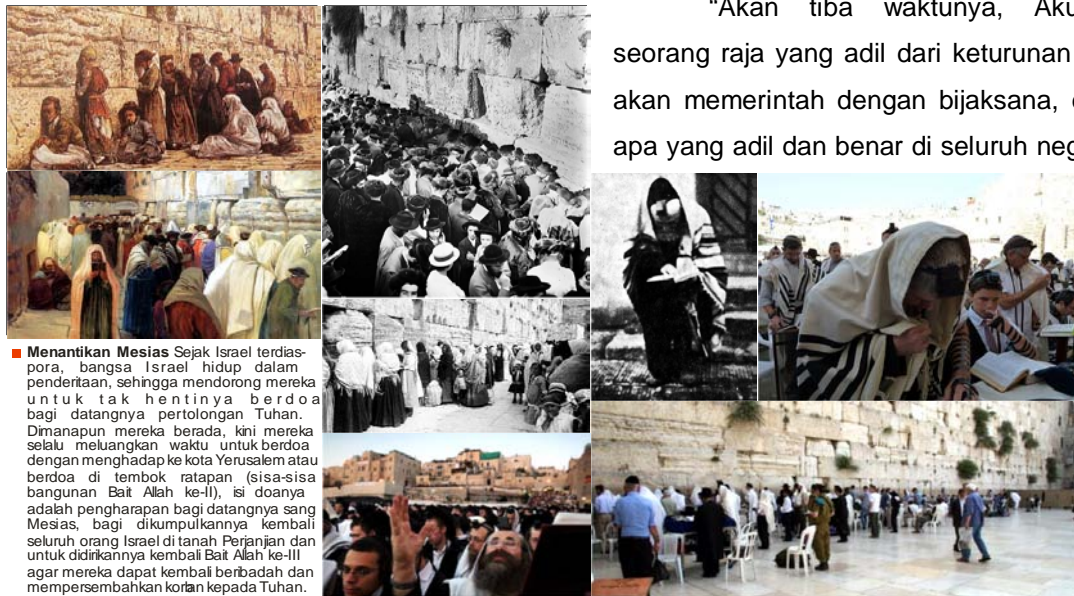 “Akan tiba waktunya, Aku
seorang raja yang adil dari keturunan
akan memerintah dengan bijaksana,
apa yang adil dan benar di seluruh
Menantikan Mesias Sejak Israel terdias-
pora, bangsa Israel hidup dalam
penderitaan, sehingga mendorong mereka
untuk tak hentinya berdoa
bagi datangnya pertolongan Tuhan.
Dimanapun mereka berada, kini mereka
selalu meluangkan waktu untuk berdoa
dengan menghadap ke kota Yerusalem atau
berdoa di tembok ratapan (sisa-sisa
bangunan Bait Allah ke-II), isi doanya
adalah pengharapan bagi datangnya sang
Mesias, bagi dikumpulkannya kembali
seluruh orang Israel di tanah Perjanjian dan
untuk didirikannya kembali Bait Allah ke-III
agar mereka dapat kembali beribadah dan
mempersembahkan korban kepada Tuhan.